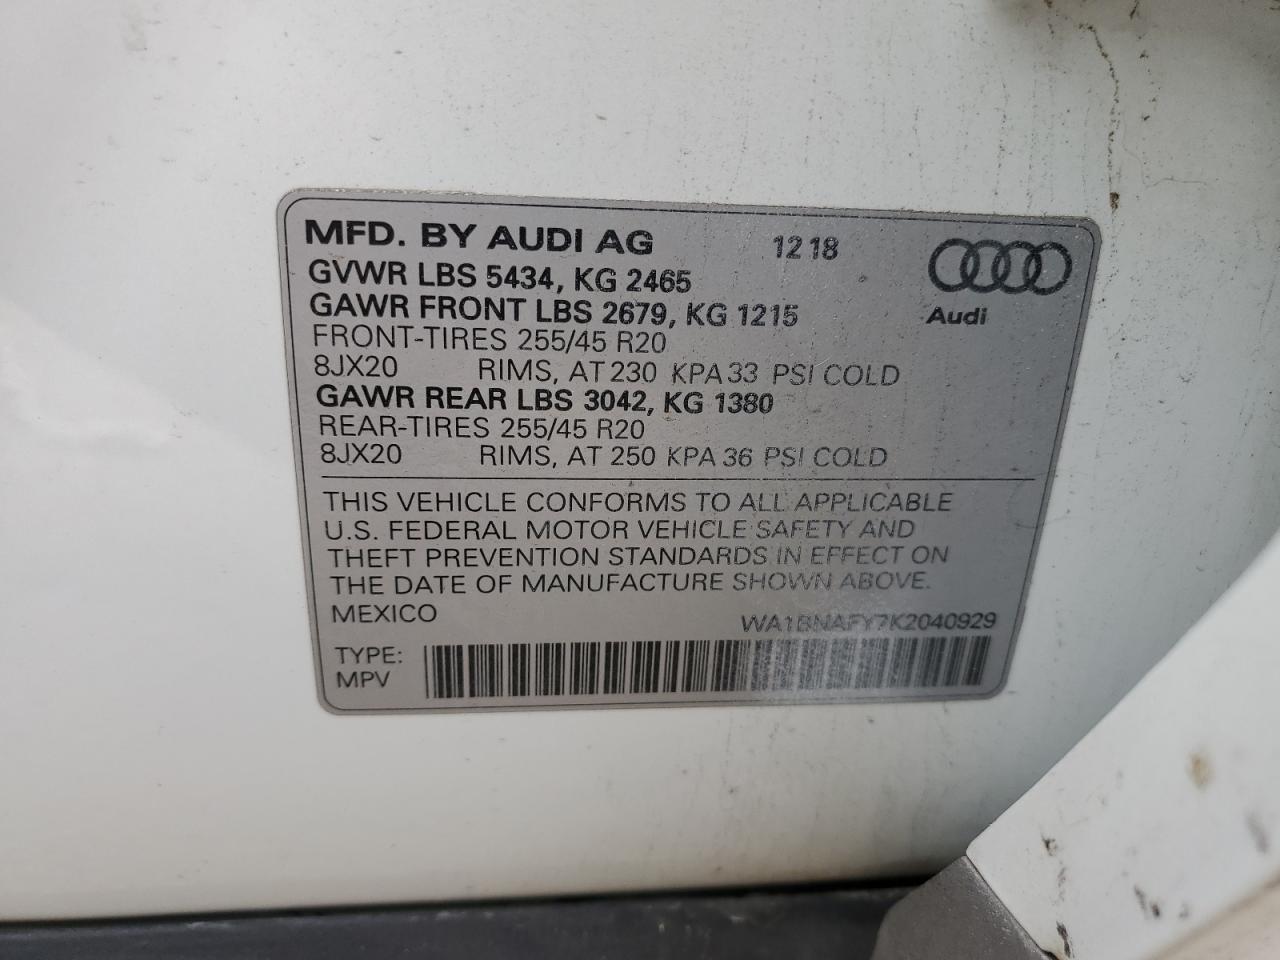 MFD. BY AUDI AG 12 18
GVWR LBS 5434, KG 2465
GAWR FRONT LBS 2679, KG 1215 Audi
FRONT-TIRES 255/45 R20
8JX20 RIMS, AT 230 KPA 33 PSI COLD
GAWR REAR LBS 3042, KG 1380
REAR-TIRES 255/45 R20
8JX20 RIMS, AT 250 KPA 36 PSI COLD
THIS VEHICLE CONFORMS TO ALL APPLICABLE
U.S. FEDERAL MOTOR VEHICLE SAFETY AND
THEFT PREVENTION STANDARDS IN EFFECT ON
THE DATE OF MANUFACTURE SHOWN ABOVE.
MEXICO WA1BNAFY7K2040929
TYPE:
MPV